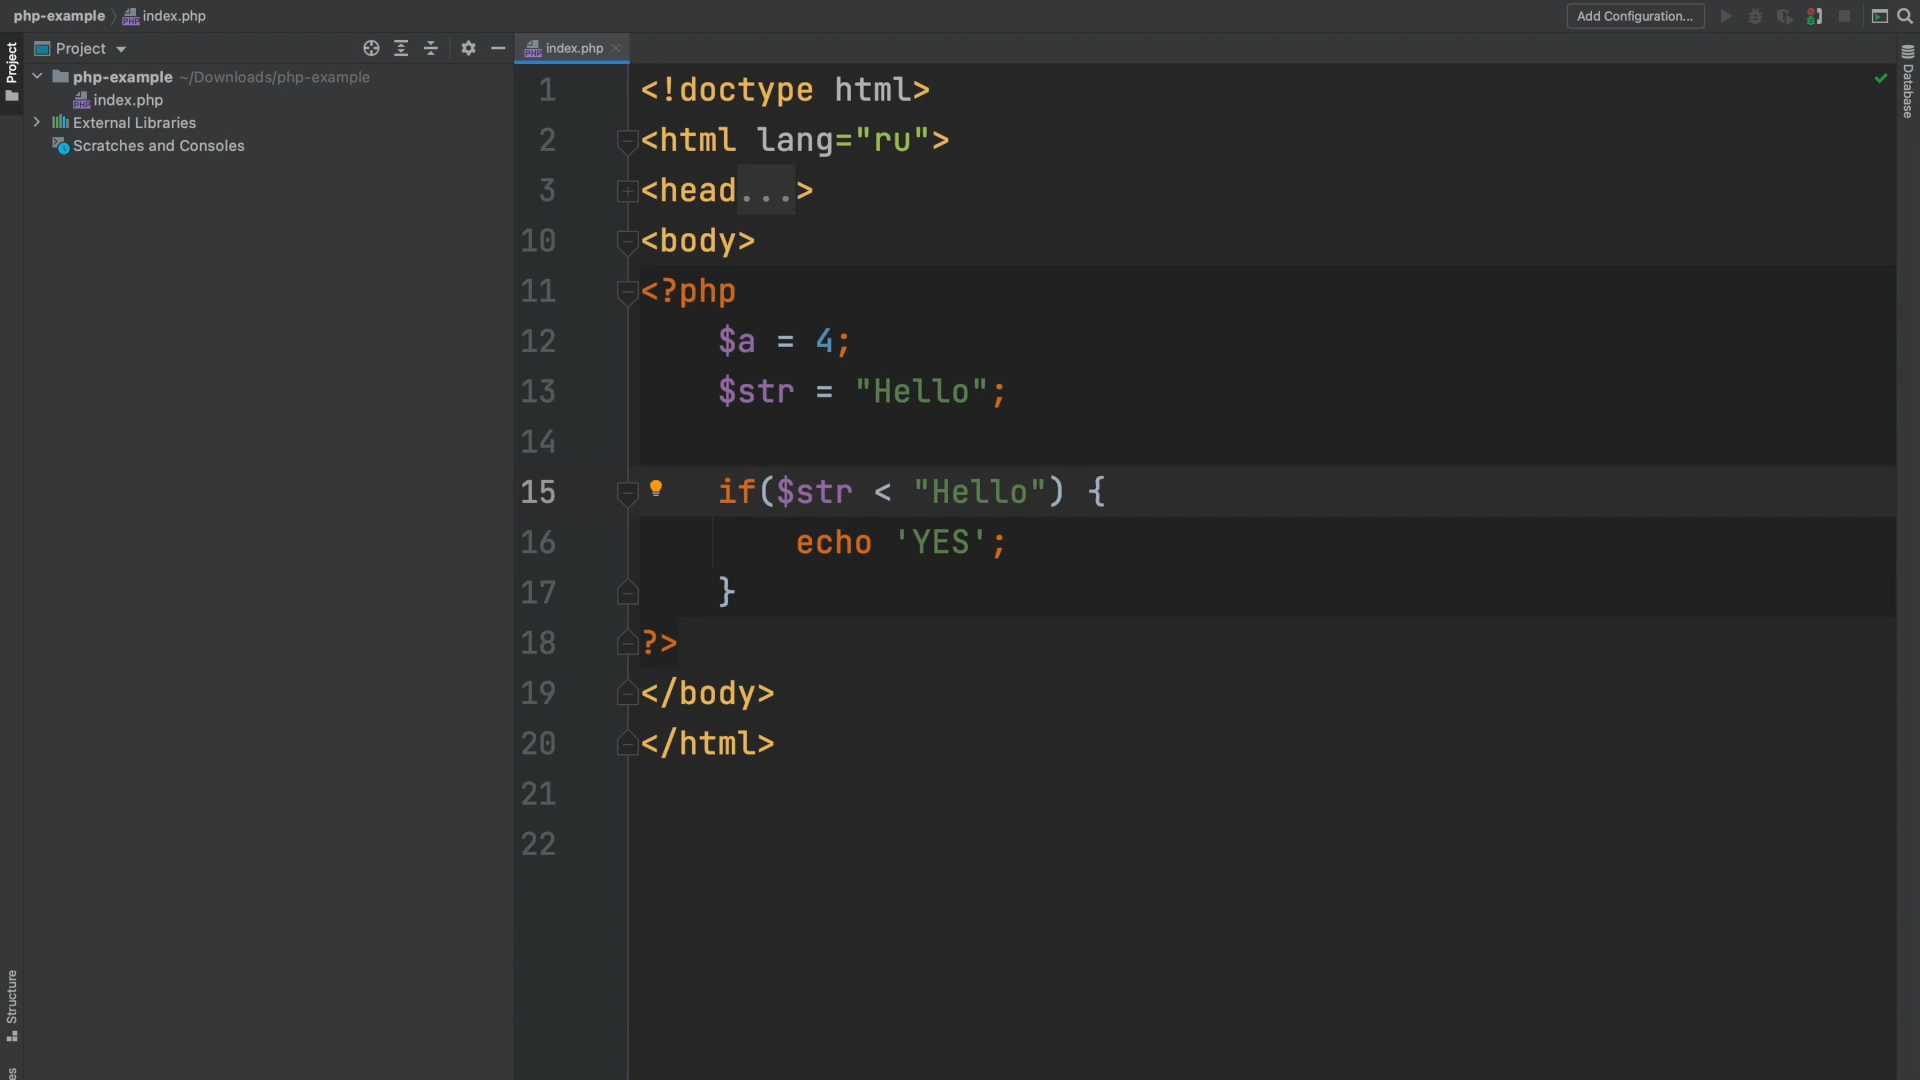 php-example index.php
Add Configuration...
Project
Project
index.php
Database
php-example ~/Downloads/php-example
index.php
External Libraries
Scratches and Consoles
1 <!doctype html>
2 <html lang="ru">
3 <head...>
10 <body>
11 <?php
12 $a = 4;
13 $str = "Hello";
14
15 if($str < "Hello") {
16 echo 'YES';
17 }
18 ?>
19 </body>
20 </html>
21
22
Structure